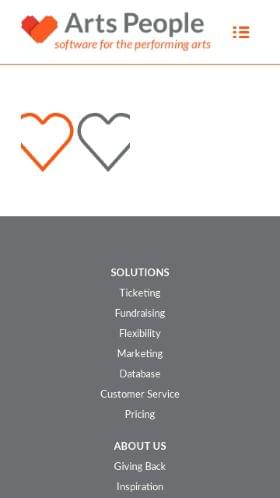 Arts People
software for the performing arts
SOLUTIONS
Ticketing
Fundraising
Flexibility
Marketing
Database
Customer Service
Pricing
ABOUT US
Giving Back
Inspiration